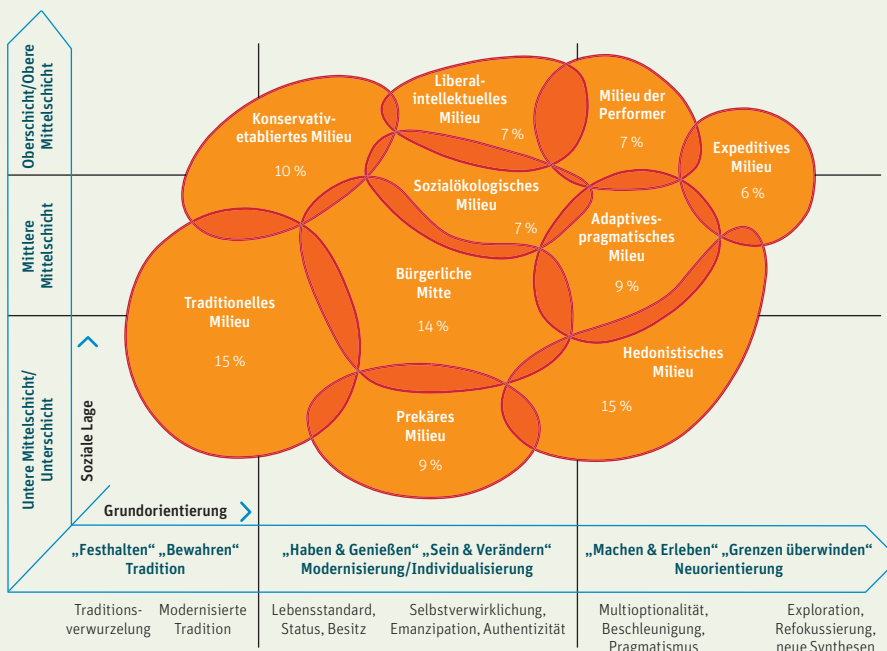 Oberschicht/Obere
Mittelschicht
Mittlere
Mittelschicht
Untere Mittelschicht/
Unterschicht
Soziale Lage
Grundorientierung
Konservativ-
etabliertes Milieu
10 %
Liberal-
intellektuelles
Milieu
7 %
Milieu der
Performer
7 %
Expeditives
Milieu
6 %
Sozialökologisches
Milieu
7 %
Adaptives-
pragmatisches
Mileu
9 %
Traditionelles
Milieu
15 %
Bürgerliche
Mitte
14 %
Hedonistisches
Milieu
15 %
Prekäres
Milieu
9 %
„Festhalten“ „Bewahren“
Tradition
„Haben & Genießen“ „Sein & Verändern“
Modernisierung/Individualisierung
„Machen & Erleben“ „Grenzen überwinden“
Neuorientierung
Traditions-
verwurzelung
Modernisierte
Tradition
Lebensstandard,
Status, Besitz
Selbstverwirklichung,
Emanzipation, Authentizität
Multioptionalität,
Beschleunigung,
Pragmatismus
Exploration,
Refokussierung,
neue Synthesen